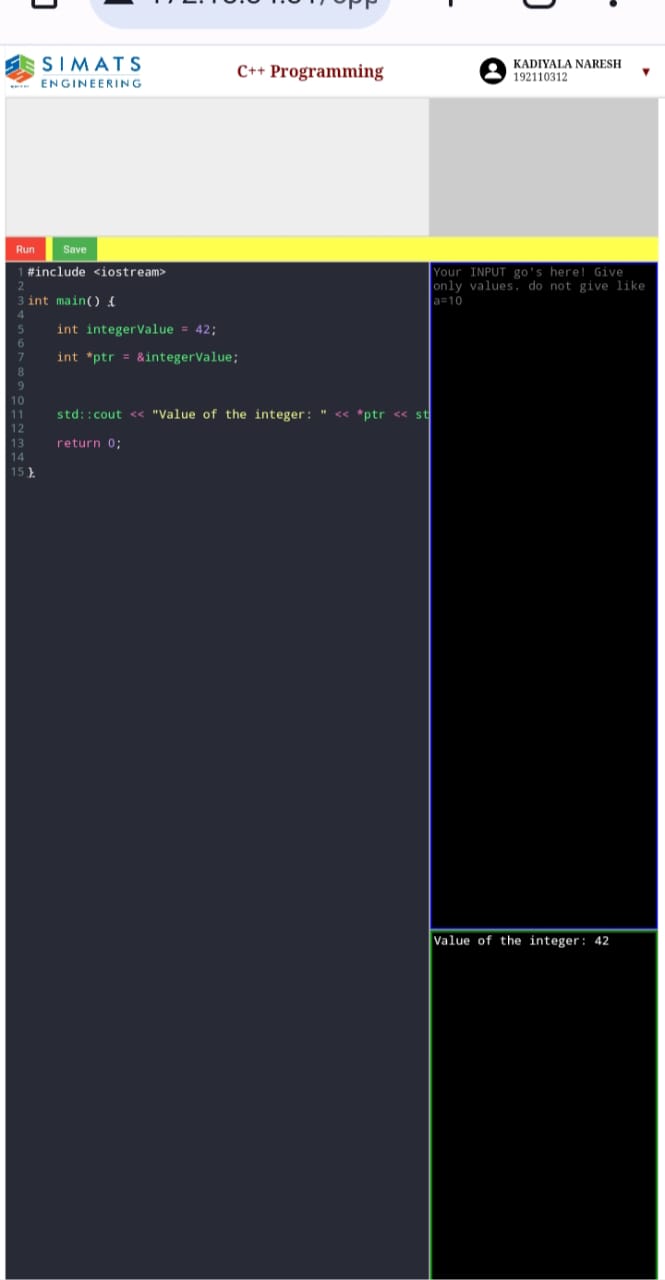 SIMATS
ENGINEERING
C++ Programming
KADIYALA NARESH
192110312
Run
Save
1 #include <iostream>
2
3 int main() {
4
5 int integerValue = 42;
6
7 int *ptr = &integerValue;
8
9
10
11 std::cout << "Value of the integer: " << *ptr << st
12
13 return 0;
14
15 }
Your INPUT go's here! Give
only values. do not give like
a=10
Value of the integer: 42